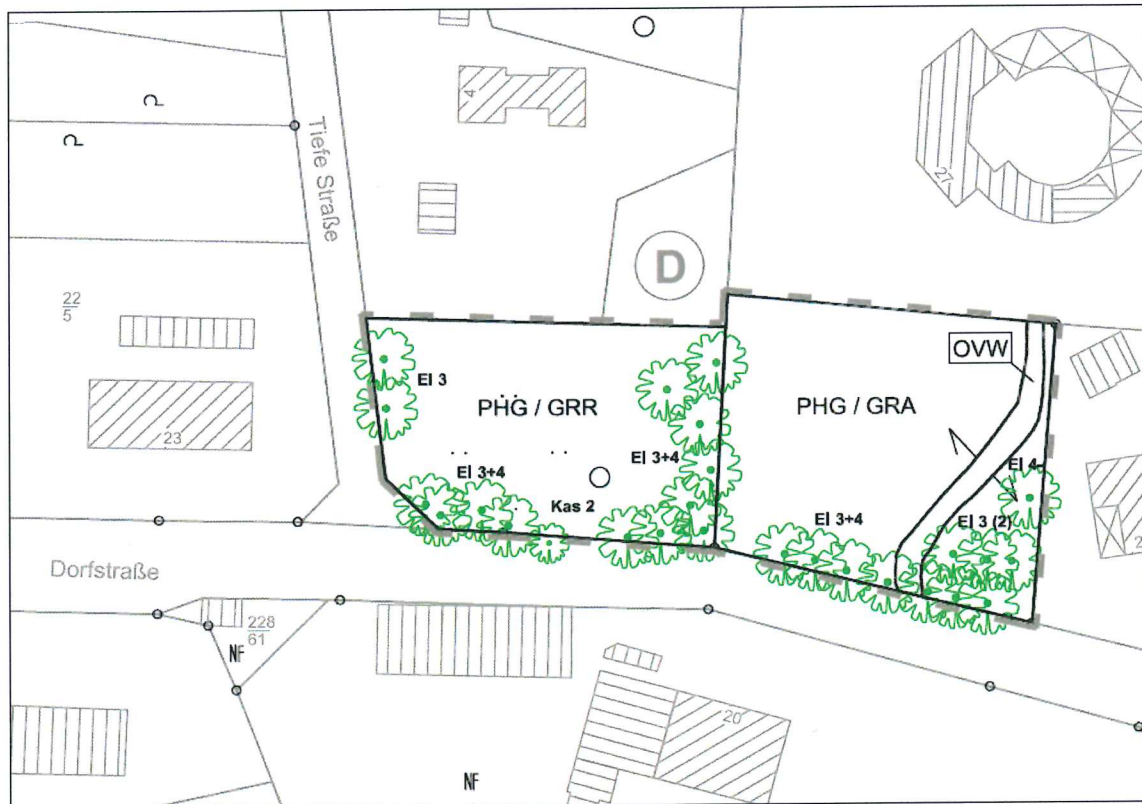 4
27
Tiefe Straße
22
5
D
OVW
El 3
PHG / GRR
PHG / GRA
23
El 3+4
El 3+4
El 4
Kas 2
El 3+4
El 3 (2)
2
Dorfstraße
228
61
NF
20
NF